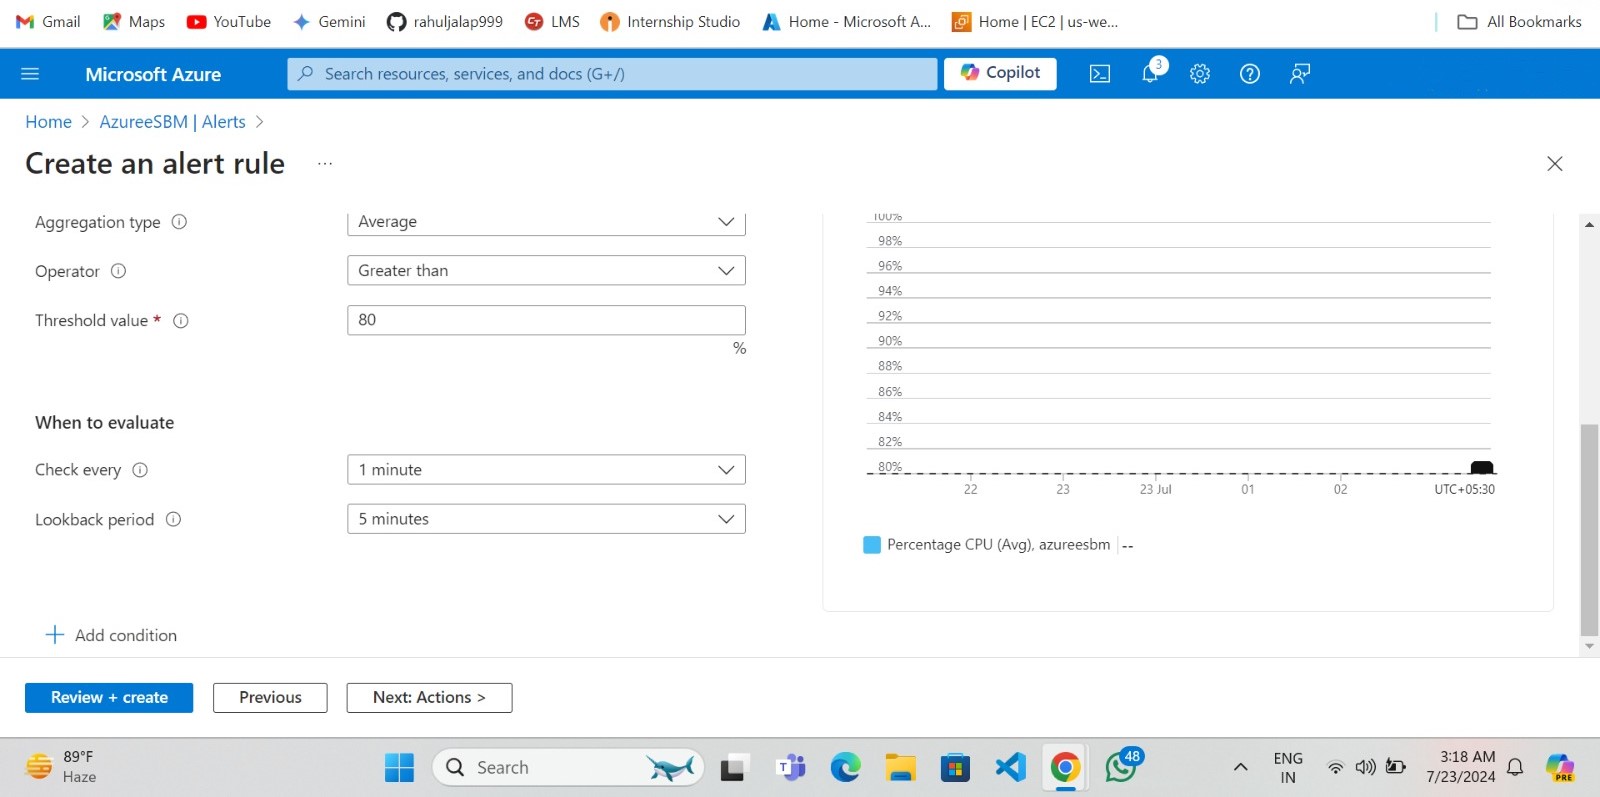 Gmail Maps YouTube Gemini rahuljalap999 LMS Internship Studio Home - Microsoft A... Home | EC2 | us-we... All Bookmarks
Microsoft Azure Search resources, services, and docs (G+/) Copilot 3
Home > AzureeSBM | Alerts >
Create an alert rule ...
Aggregation type Average
Operator Greater than
Threshold value * 80
%
When to evaluate
Check every 1 minute
Lookback period 5 minutes
+ Add condition
100%
98%
96%
94%
92%
90%
88%
86%
84%
82%
80%
22 23 23 Jul 01 02 UTC+05:30
Percentage CPU (Avg), azureesbm --
Review + create Previous Next: Actions >
89°F
Haze
Search
48
ENG
IN
3:18 AM
7/23/2024
PRE